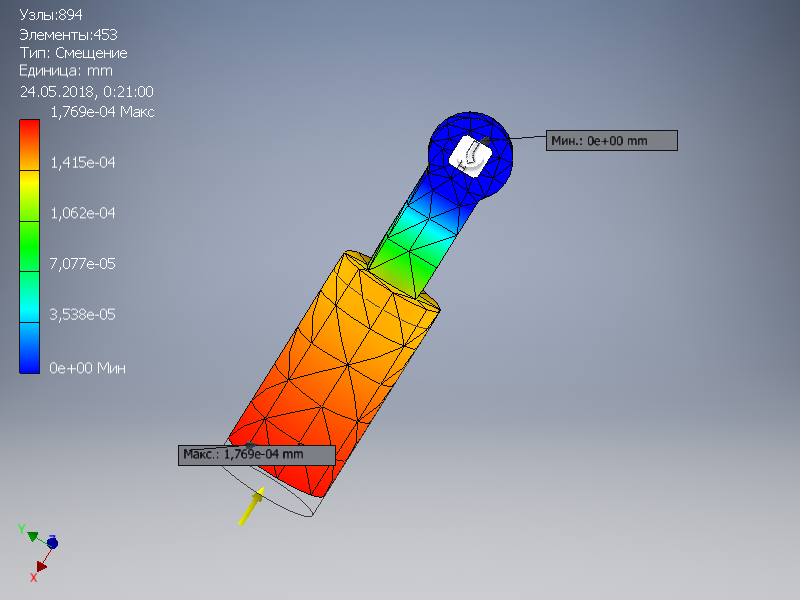 Узлы:894
Элементы:453
Тип: Смещение
Единица: mm
24.05.2018, 0:21:00
1,769e-04 Макс
1,415e-04
1,062e-04
7,077e-05
3,538e-05
0e+00 Мин
Мин.: 0e+00 mm
Макс.: 1,769e-04 mm
Y
Z
X